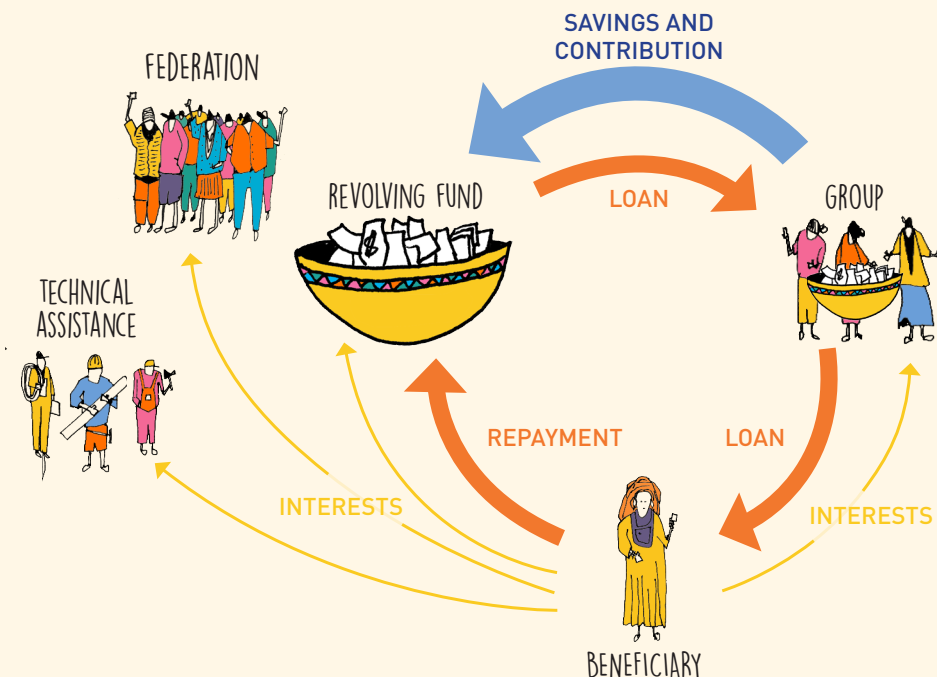 SAVINGS AND
CONTRIBUTION
FEDERATION
REVOLVING FUND
LOAN
GROUP
TECHNICAL
ASSISTANCE
$
REPAYMENT
LOAN
INTERESTS
INTERESTS
BENEFICIARY